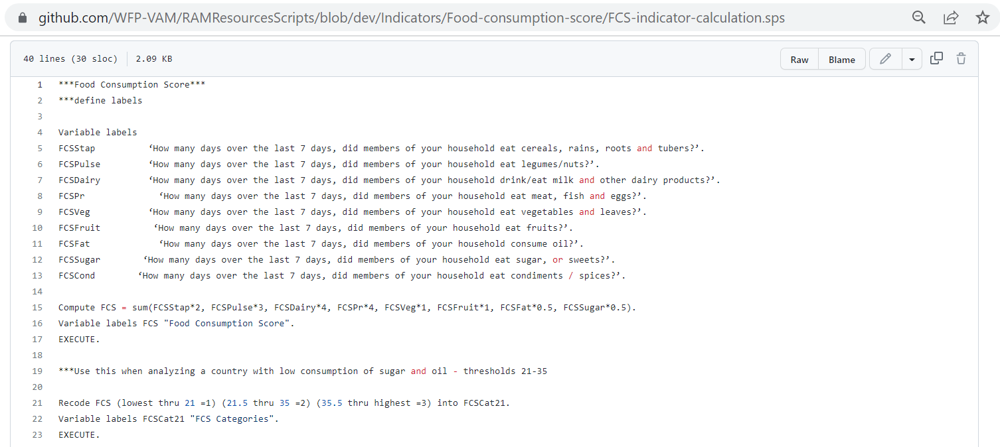 github.com/WFP-VAM/RAMResourcesScripts/blob/dev/Indicators/Food-consumption-score/FCS-indicator-calculation.sps
40 lines (30 sloc) 2.09 KB Raw Blame
1 ***Food Consumption Score***
2 ***define labels
3
4 Variable labels
5 FCSStap ‘How many days over the last 7 days, did members of your household eat cereals, rains, roots and tubers?’.
6 FCSPulse ‘How many days over the last 7 days, did members of your household eat legumes/nuts?’.
7 FCSDairy ‘How many days over the last 7 days, did members of your household drink/eat milk and other dairy products?’.
8 FCSPr ‘How many days over the last 7 days, did members of your household eat meat, fish and eggs?’.
9 FCSVeg ‘How many days over the last 7 days, did members of your household eat vegetables and leaves?’.
10 FCSFruit ‘How many days over the last 7 days, did members of your household eat fruits?’.
11 FCSFat ‘How many days over the last 7 days, did members of your household consume oil?’.
12 FCSSugar ‘How many days over the last 7 days, did members of your household eat sugar, or sweets?’.
13 FCSCond ‘How many days over the last 7 days, did members of your household eat condiments / spices?’.
14
15 Compute FCS = sum(FCSStap*2, FCSPulse*3, FCSDairy*4, FCSPr*4, FCSVeg*1, FCSFruit*1, FCSFat*0.5, FCSSugar*0.5).
16 Variable labels FCS "Food Consumption Score".
17 EXECUTE.
18
19 ***Use this when analyzing a country with low consumption of sugar and oil - thresholds 21-35
20
21 Recode FCS (lowest thru 21 =1) (21.5 thru 35 =2) (35.5 thru highest =3) into FCSCat21.
22 Variable labels FCSCat21 "FCS Categories".
23 EXECUTE.